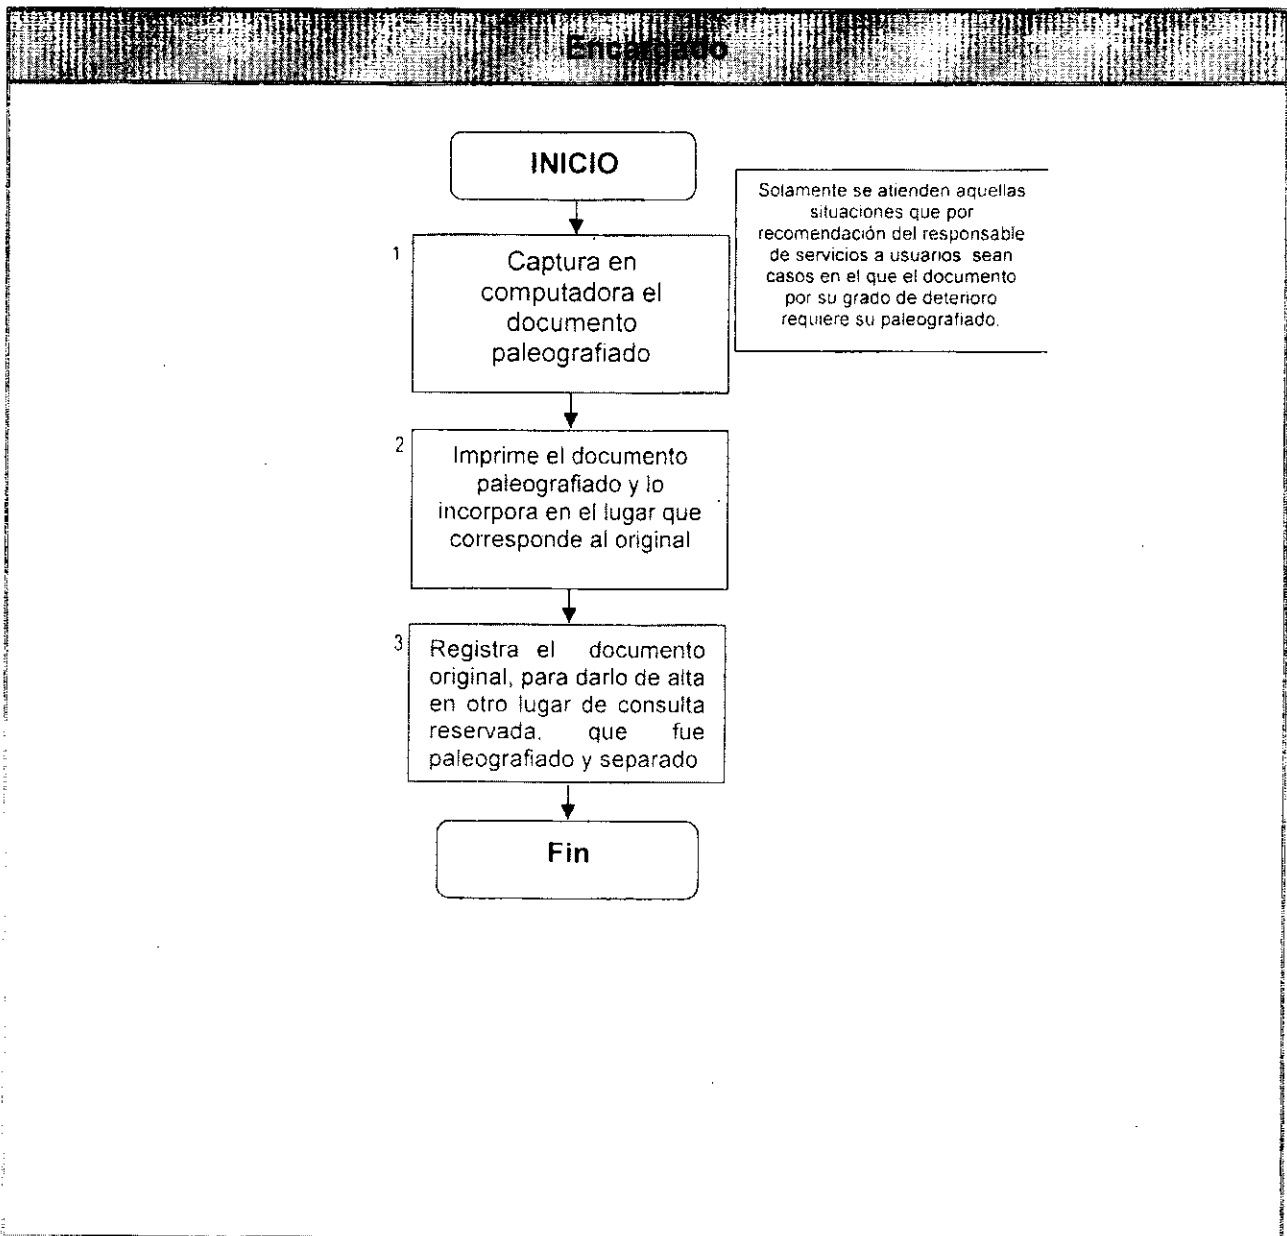 Encargado
INICIO
Solamente se atienden aquellas
situaciones que por
recomendación del responsable
de servicios a usuarios sean
casos en el que el documento
por su grado de deterioro
requiere su paleografiado.
1
Captura en
computadora el
documento
paleografiado
2
Imprime el documento
paleografiado y lo
incorpora en el lugar que
corresponde al original
3
Registra el documento
original, para darlo de alta
en otro lugar de consulta
reservada. que fue
paleografiado y separado
Fin